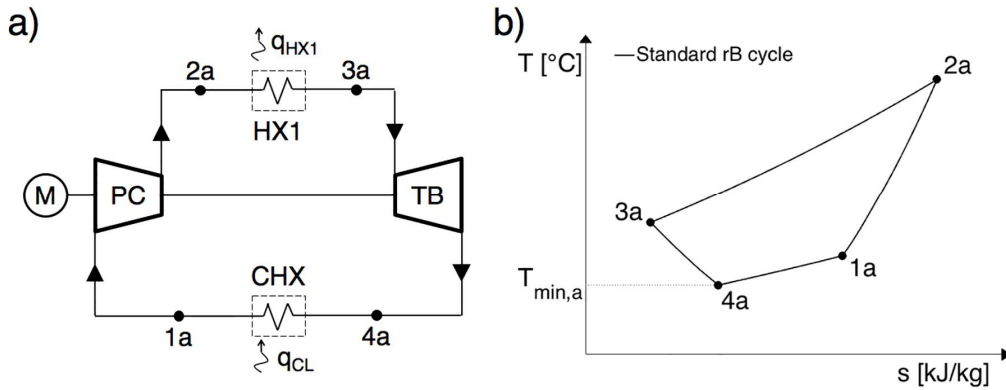 a)
q_HX1
2a
3a
HX1
M
PC
TB
CHX
1a
4a
q_CL
b)
T [°C]
—Standard rB cycle
2a
3a
1a
T_min,a
4a
s [kJ/kg]